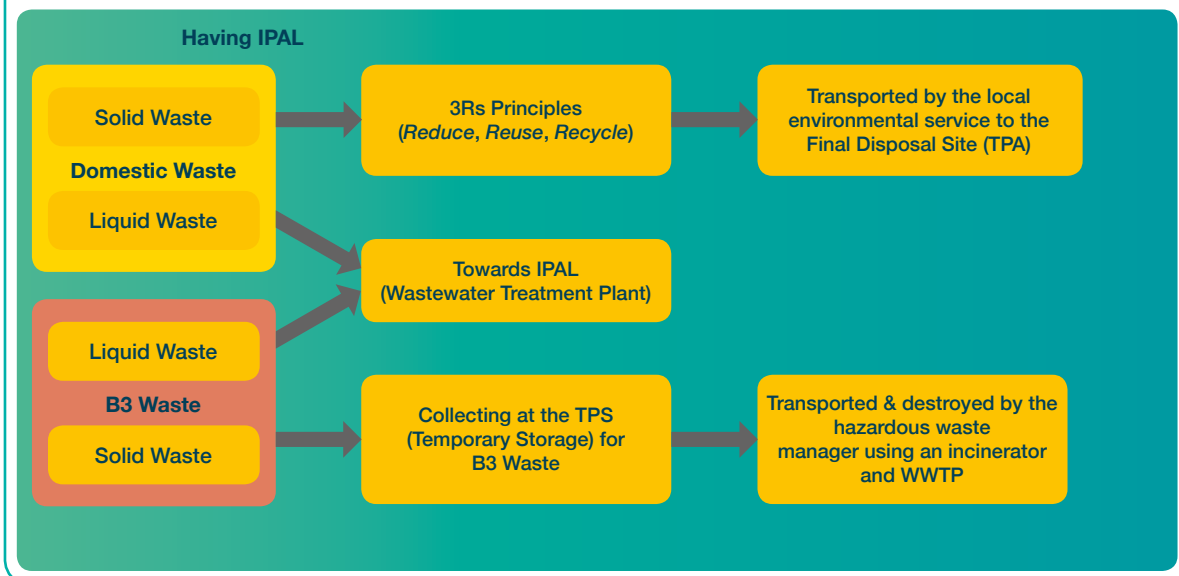 Having IPAL
Solid Waste
Domestic Waste
Liquid Waste
3Rs Principles
(Reduce, Reuse, Recycle)
Transported by the local
environmental service to the
Final Disposal Site (TPA)
Towards IPAL
(Wastewater Treatment Plant)
Liquid Waste
B3 Waste
Solid Waste
Collecting at the TPS
(Temporary Storage) for
B3 Waste
Transported & destroyed by the
hazardous waste
manager using an incinerator
and WWTP